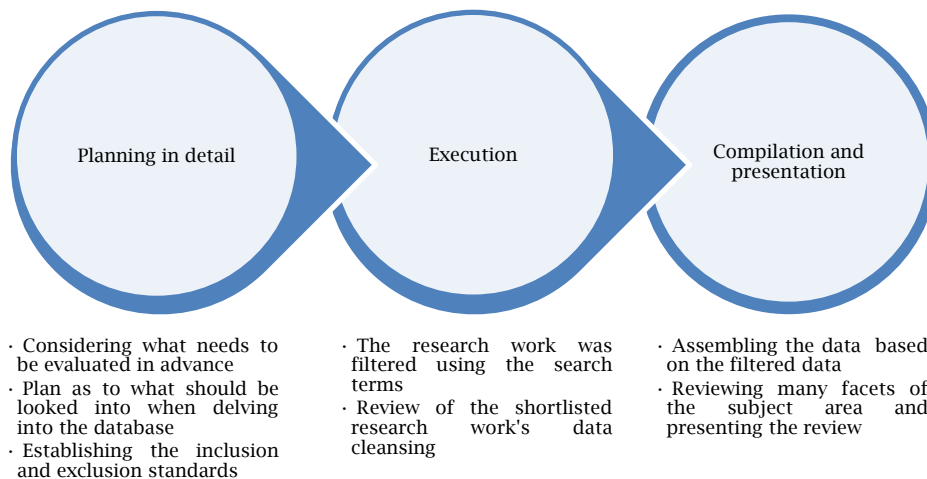 Planning in detail
Execution
Compilation and
presentation
· Considering what needs to
be evaluated in advance
· Plan as to what should be
looked into when delving
into the database
· Establishing the inclusion
and exclusion standards
· The research work was
filtered using the search
terms
· Review of the shortlisted
research work's data
cleansing
· Assembling the data based
on the filtered data
· Reviewing many facets of
the subject area and
presenting the review